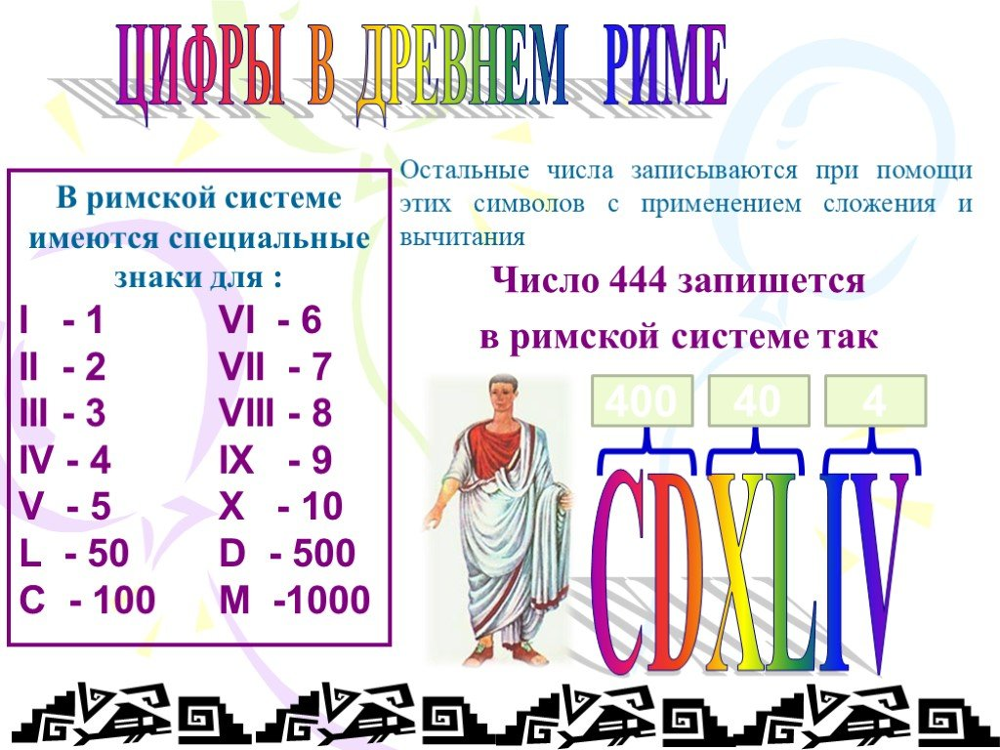 ЦИФРЫ В ДРЕВНЕМ РИМЕ
В римской системе
имеются специальные
знаки для :
I - 1 VI - 6
II - 2 VII - 7
III - 3 VIII - 8
IV - 4 IX - 9
V - 5 X - 10
L - 50 D - 500
C - 100 M -1000
Остальные числа записываются при помощи
этих символов с применением сложения и
вычитания
Число 444 запишется
в римской системе так
400 40 4
CDXLIV